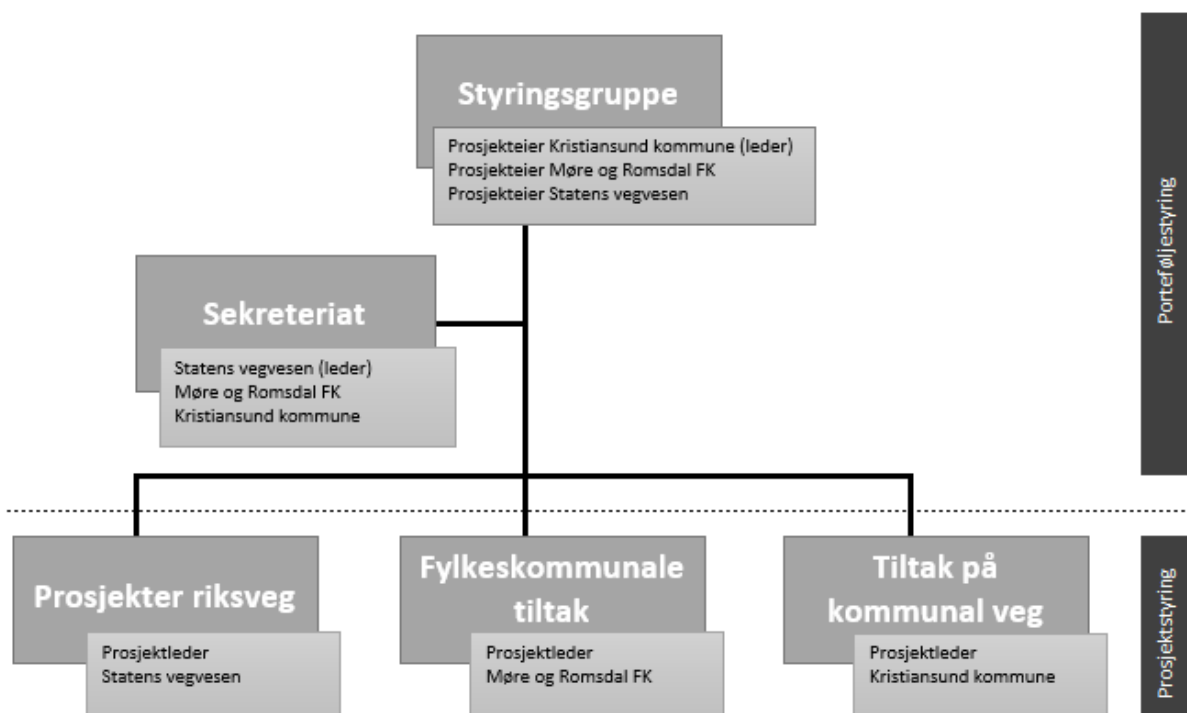 Styringsgruppe
Prosjekteier Kristiansund kommune (leder)
Prosjekteier Møre og Romsdal FK
Prosjekteier Statens vegvesen
Sekreteriat
Statens vegvesen (leder)
Møre og Romsdal FK
Kristiansund kommune
Porteføljestyring
Prosjekter riksveg
Prosjektleder
Statens vegvesen
Fylkeskommunale
tiltak
Prosjektleder
Møre og Romsdal FK
Tiltak på
kommunal veg
Prosjektleder
Kristiansund kommune
Prosjektstyring